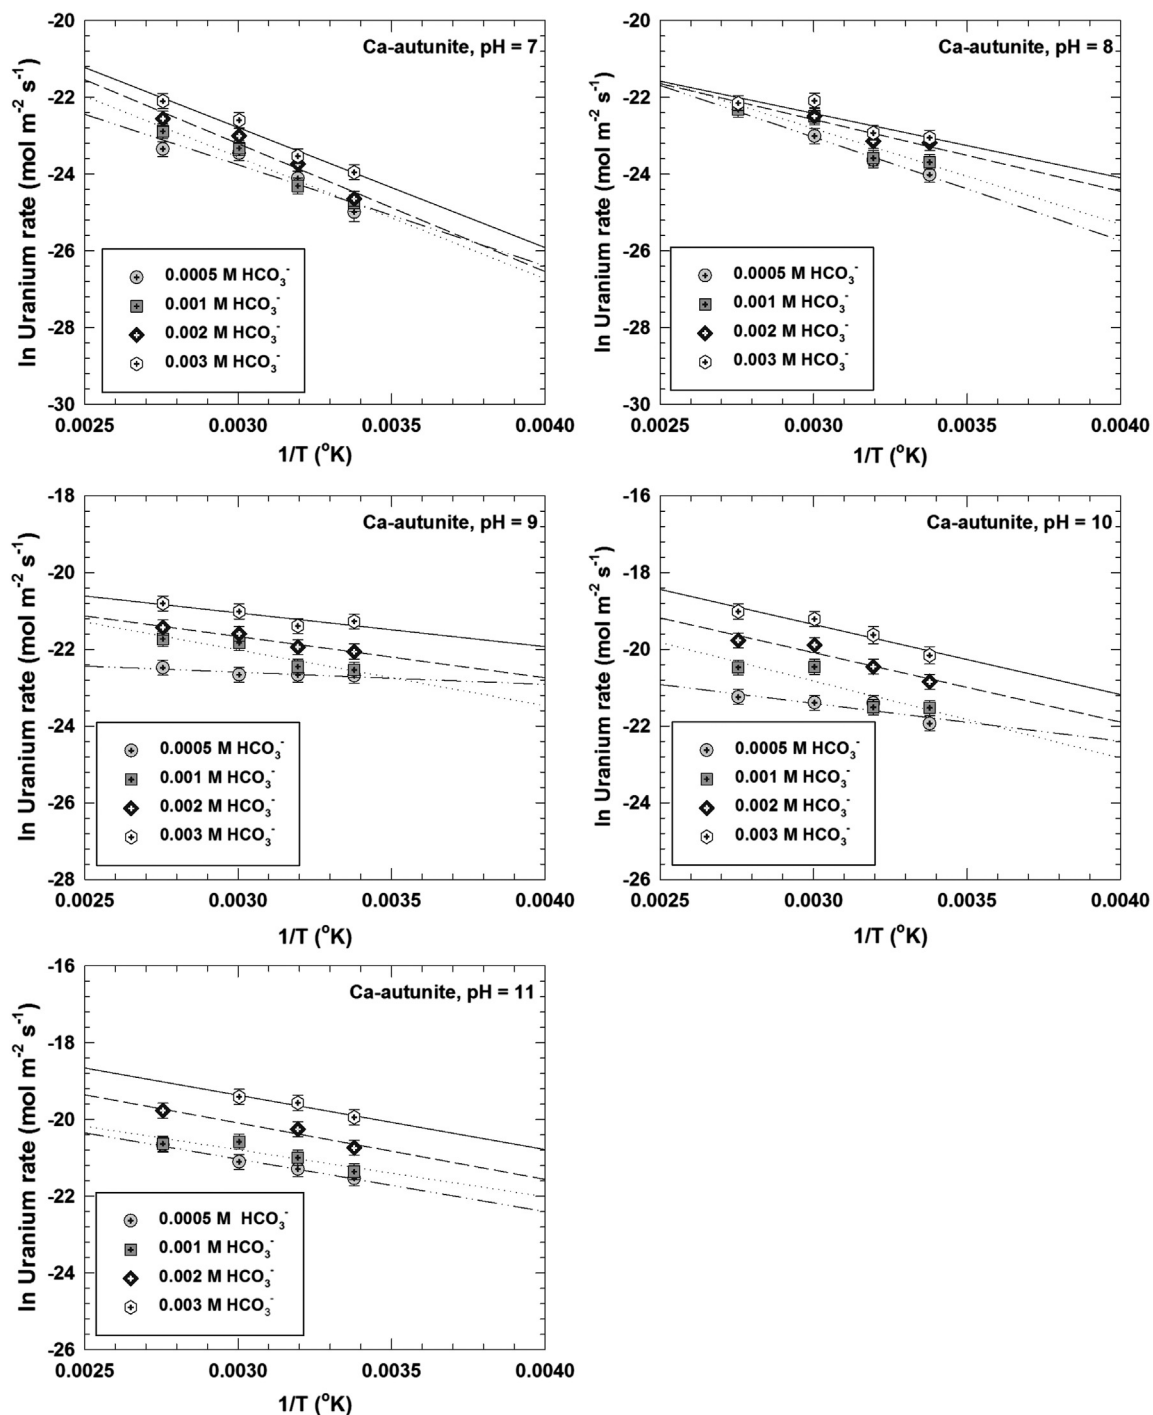 Ca-autunite, pH = 7
ln Uranium rate (mol m⁻² s⁻¹)
-20
-22
-24
-26
-28
-30
0.0005 M HCO₃⁻
0.001 M HCO₃⁻
0.002 M HCO₃⁻
0.003 M HCO₃⁻
0.0025 0.0030 0.0035 0.0040
1/T (°K)
Ca-autunite, pH = 8
ln Uranium rate (mol m⁻² s⁻¹)
-20
-22
-24
-26
-28
-30
0.0005 M HCO₃⁻
0.001 M HCO₃⁻
0.002 M HCO₃⁻
0.003 M HCO₃⁻
0.0025 0.0030 0.0035 0.0040
1/T (°K)
Ca-autunite, pH = 9
ln Uranium rate (mol m⁻² s⁻¹)
-18
-20
-22
-24
-26
-28
0.0005 M HCO₃⁻
0.001 M HCO₃⁻
0.002 M HCO₃⁻
0.003 M HCO₃⁻
0.0025 0.0030 0.0035 0.0040
1/T (°K)
Ca-autunite, pH = 10
ln Uranium rate (mol m⁻² s⁻¹)
-16
-18
-20
-22
-24
-26
0.0005 M HCO₃⁻
0.001 M HCO₃⁻
0.002 M HCO₃⁻
0.003 M HCO₃⁻
0.0025 0.0030 0.0035 0.0040
1/T (°K)
Ca-autunite, pH = 11
ln Uranium rate (mol m⁻² s⁻¹)
-16
-18
-20
-22
-24
-26
0.0005 M HCO₃⁻
0.001 M HCO₃⁻
0.002 M HCO₃⁻
0.003 M HCO₃⁻
0.0025 0.0030 0.0035 0.0040
1/T (°K)